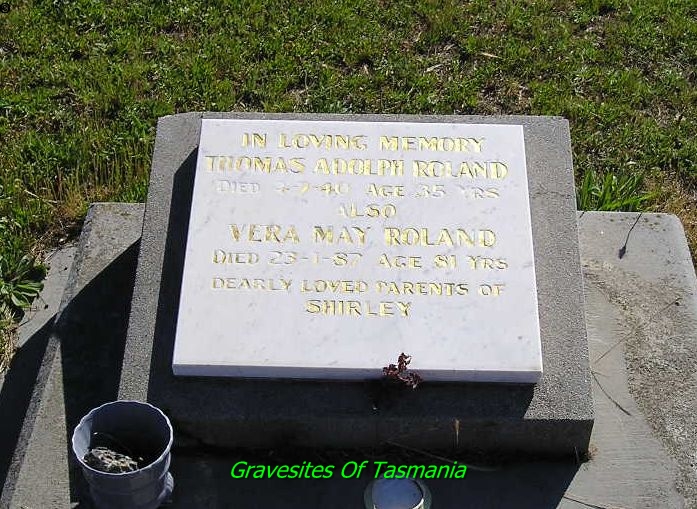 IN LOVING MEMORY
THOMAS ADOLPH ROLAND
DIED 4-7-40 AGE 35 YRS
ALSO
VERA MAY ROLAND
DIED 23-1-87 AGE 81 YRS
DEARLY LOVED PARENTS OF
SHIRLEY
Gravesites Of Tasmania